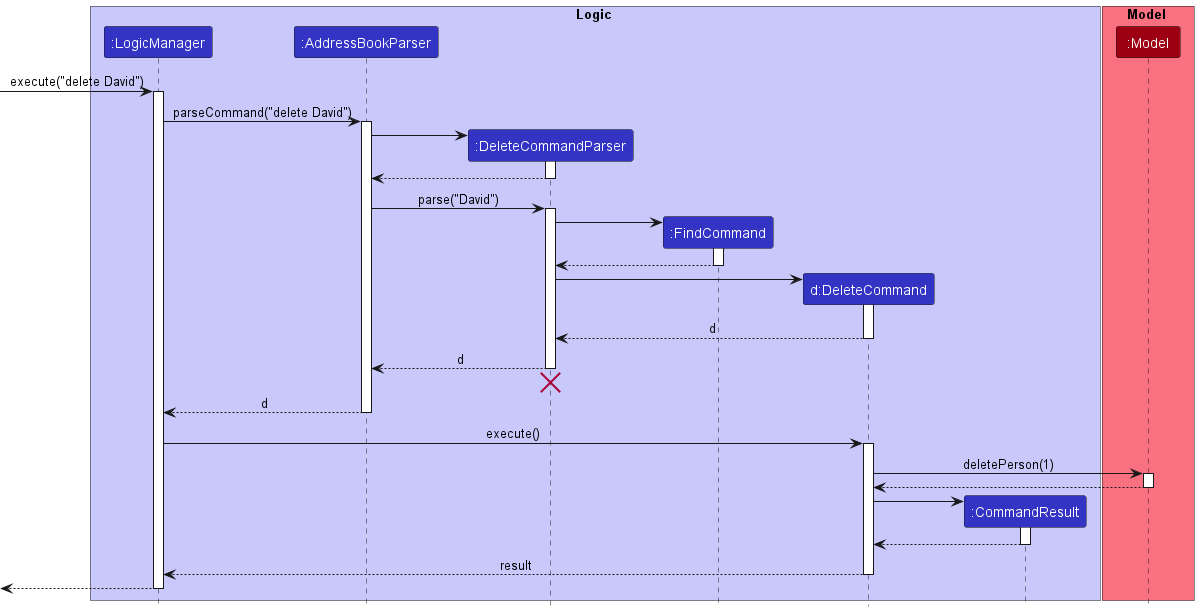 Logic
Model
:LogicManager
:AddressBookParser
:Model
execute("delete David")
parseCommand("delete David")
:DeleteCommandParser
parse("David")
:FindCommand
d:DeleteCommand
d
d
d
execute()
deletePerson(1)
:CommandResult
result